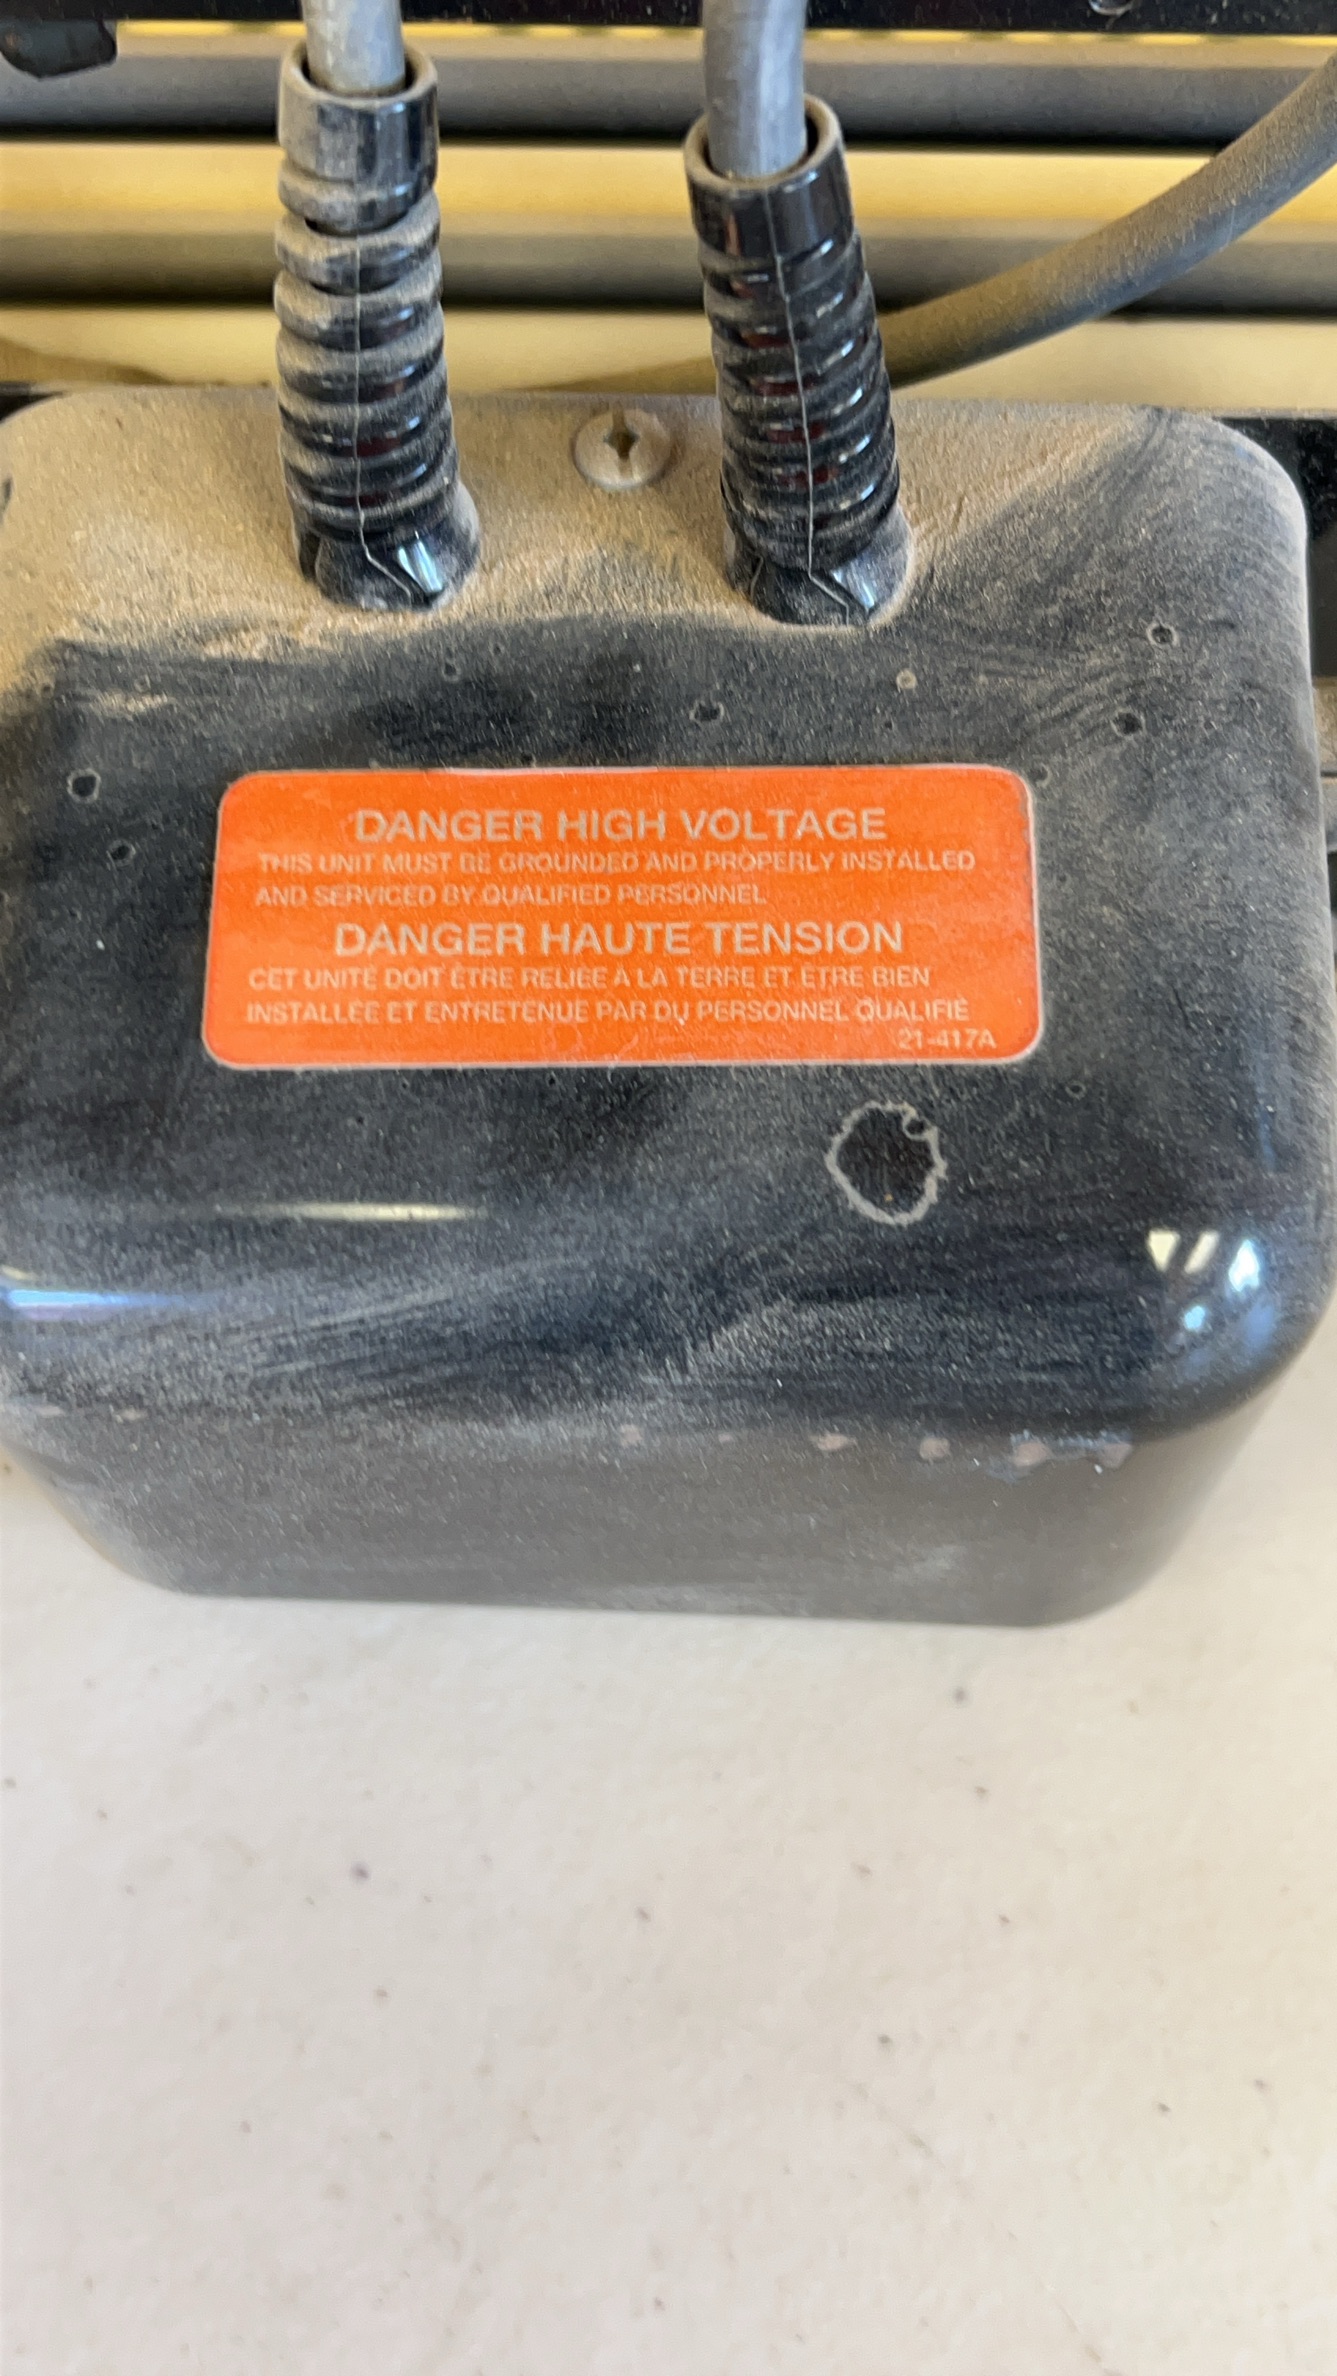 DANGER HIGH VOLTAGE
THIS UNIT MUST BE GROUNDED AND PROPERLY INSTALLED
AND SERVICED BY QUALIFIED PERSONNEL
DANGER HAUTE TENSION
CET UNITÉ DOIT ÊTRE RELIÉE À LA TERRE ET ÊTRE BIEN
INSTALLÉE ET ENTRETENUE PAR DU PERSONNEL QUALIFIÉ
21-417A